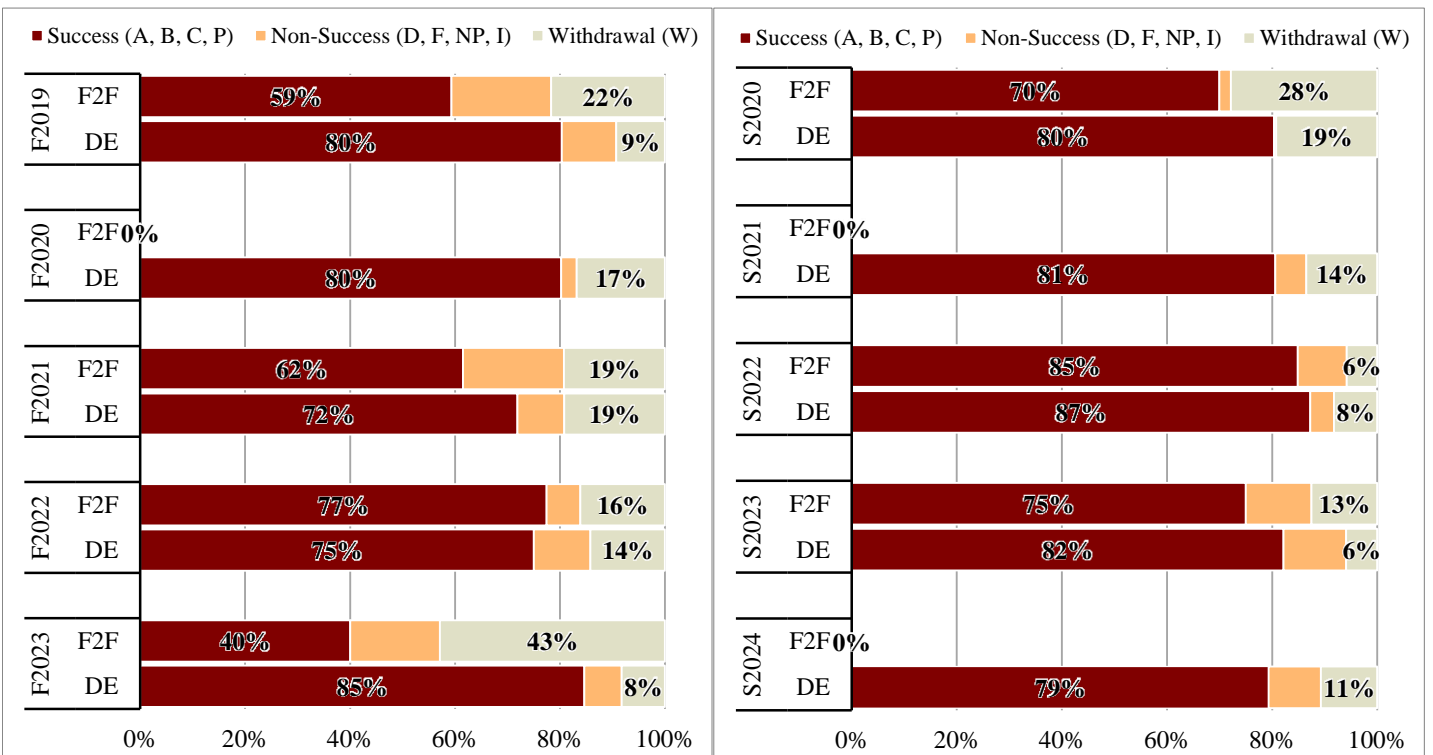 Success (A, B, C, P) Non-Success (D, F, NP, I) Withdrawal (W)
F2019
F2F 59% 22%
DE 80% 9%
F2020
F2F 0%
DE 80% 17%
F2021
F2F 62% 19%
DE 72% 19%
F2022
F2F 77% 16%
DE 75% 14%
F2023
F2F 40% 43%
DE 85% 8%
0% 20% 40% 60% 80% 100%
Success (A, B, C, P) Non-Success (D, F, NP, I) Withdrawal (W)
S2020
F2F 70% 28%
DE 80% 19%
S2021
F2F 0%
DE 81% 14%
S2022
F2F 85% 6%
DE 87% 8%
S2023
F2F 75% 13%
DE 82% 6%
S2024
F2F 0%
DE 79% 11%
0% 20% 40% 60% 80% 100%